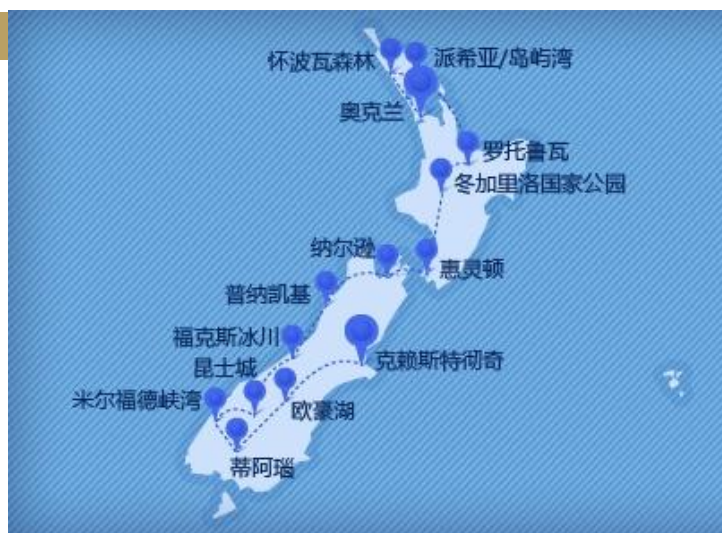 怀波瓦森林
派希亚/岛屿湾
奥克兰
罗托鲁瓦
冬加里洛国家公园
纳尔逊
惠灵顿
普纳凯基
福克斯冰川
克赖斯特彻奇
昆士城
米尔福德峡湾
欧豪湖
蒂阿瑙